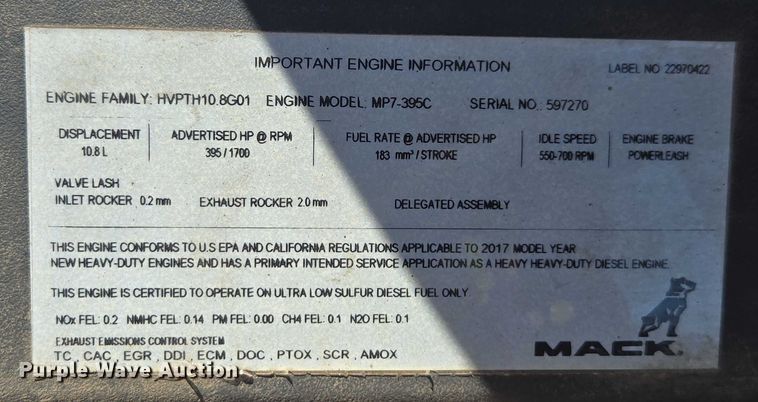 IMPORTANT ENGINE INFORMATION
LABEL NO 22970422
ENGINE FAMILY: HVPTH10.8G01 ENGINE MODEL: MP7-395C SERIAL NO.: 597270
DISPLACEMENT ADVERTISED HP @ RPM FUEL RATE @ ADVERTISED HP IDLE SPEED ENGINE BRAKE
10.8 L 395 / 1700 183 mm³ / STROKE 550-700 RPM POWERLEASH
VALVE LASH
INLET ROCKER 0.2 mm EXHAUST ROCKER 2.0 mm DELEGATED ASSEMBLY
THIS ENGINE CONFORMS TO U.S EPA AND CALIFORNIA REGULATIONS APPLICABLE TO 2017 MODEL YEAR
NEW HEAVY-DUTY ENGINES AND HAS A PRIMARY INTENDED SERVICE APPLICATION AS A HEAVY HEAVY-DUTY DIESEL ENGINE.
THIS ENGINE IS CERTIFIED TO OPERATE ON ULTRA LOW SULFUR DIESEL FUEL ONLY
NOx FEL: 0.2 NMHC FEL: 0.14 PM FEL: 0.00 CH4 FEL: 0.1 N2O FEL: 0.1
EXHAUST EMISSIONS CONTROL SYSTEM
TC , CAC , EGR , DDI , ECM , DOC , PTOX , SCR , AMOX
MACK
Purple Wave Auction